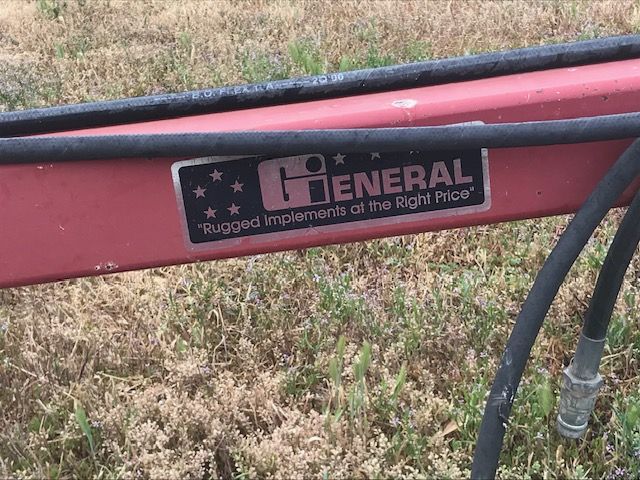 GENERAL
"Rugged Implements at the Right Price"